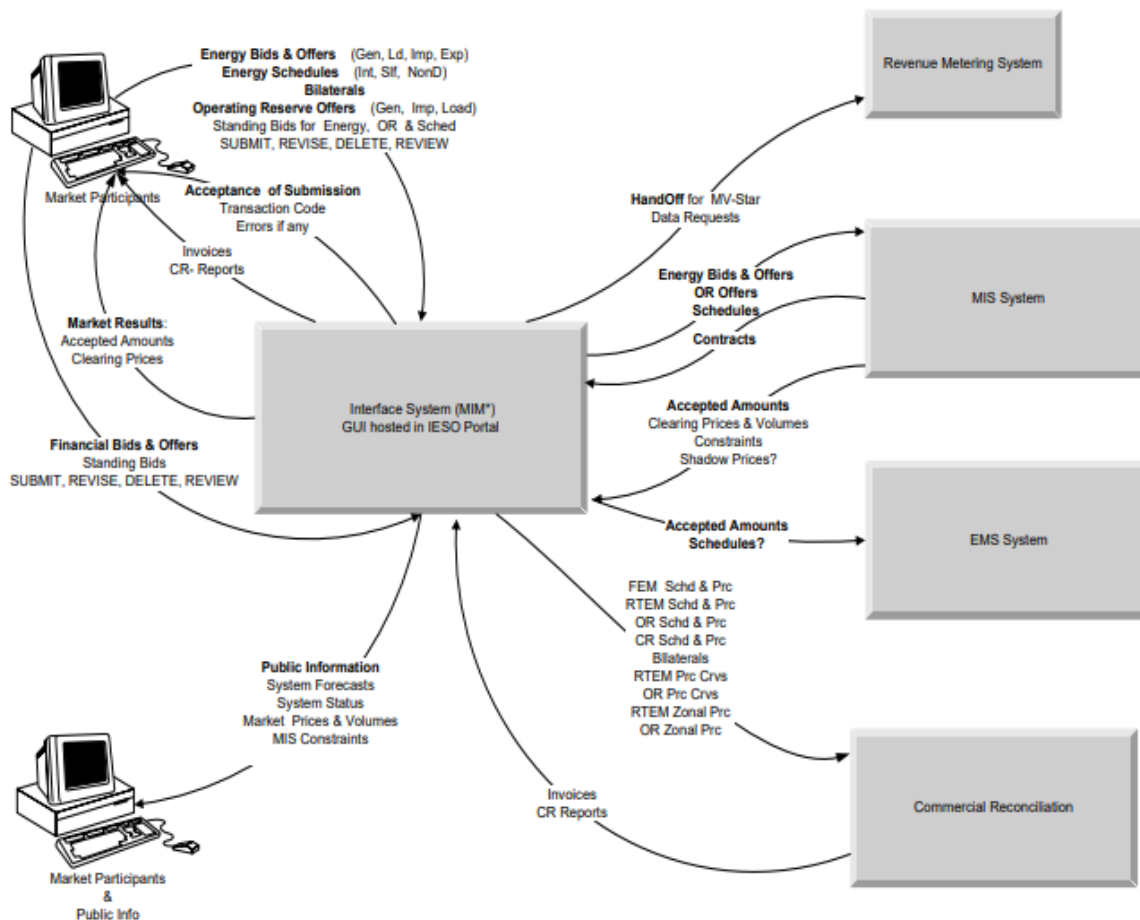 Energy Bids & Offers (Gen, Ld, Imp, Exp)
Energy Schedules (Int, Slf, NonD)
Bilaterals
Operating Reserve Offers (Gen, Imp, Load)
Standing Bids for Energy, OR & Sched
SUBMIT, REVISE, DELETE, REVIEW
Market Participants
Acceptance of Submission
Transaction Code
Errors if any
Invoices
CR- Reports
Market Results:
Accepted Amounts
Clearing Prices
Financial Bids & Offers
Standing Bids
SUBMIT, REVISE, DELETE, REVIEW
Interface System (MIM*)
GUI hosted in IESO Portal
Revenue Metering System
HandOff for MV-Star
Data Requests
Energy Bids & Offers
OR Offers
Schedules
Contracts
MIS System
Accepted Amounts
Clearing Prices & Volumes
Constraints
Shadow Prices?
Accepted Amounts
Schedules?
EMS System
FEM Schd & Prc
RTEM Schd & Prc
OR Schd & Prc
CR Schd & Prc
Bilaterals
RTEM Prc Crvs
OR Prc Crvs
RTEM Zonal Prc
OR Zonal Prc
Public Information
System Forecasts
System Status
Market Prices & Volumes
MIS Constraints
Invoices
CR Reports
Commercial Reconciliation
Market Participants
&
Public Info